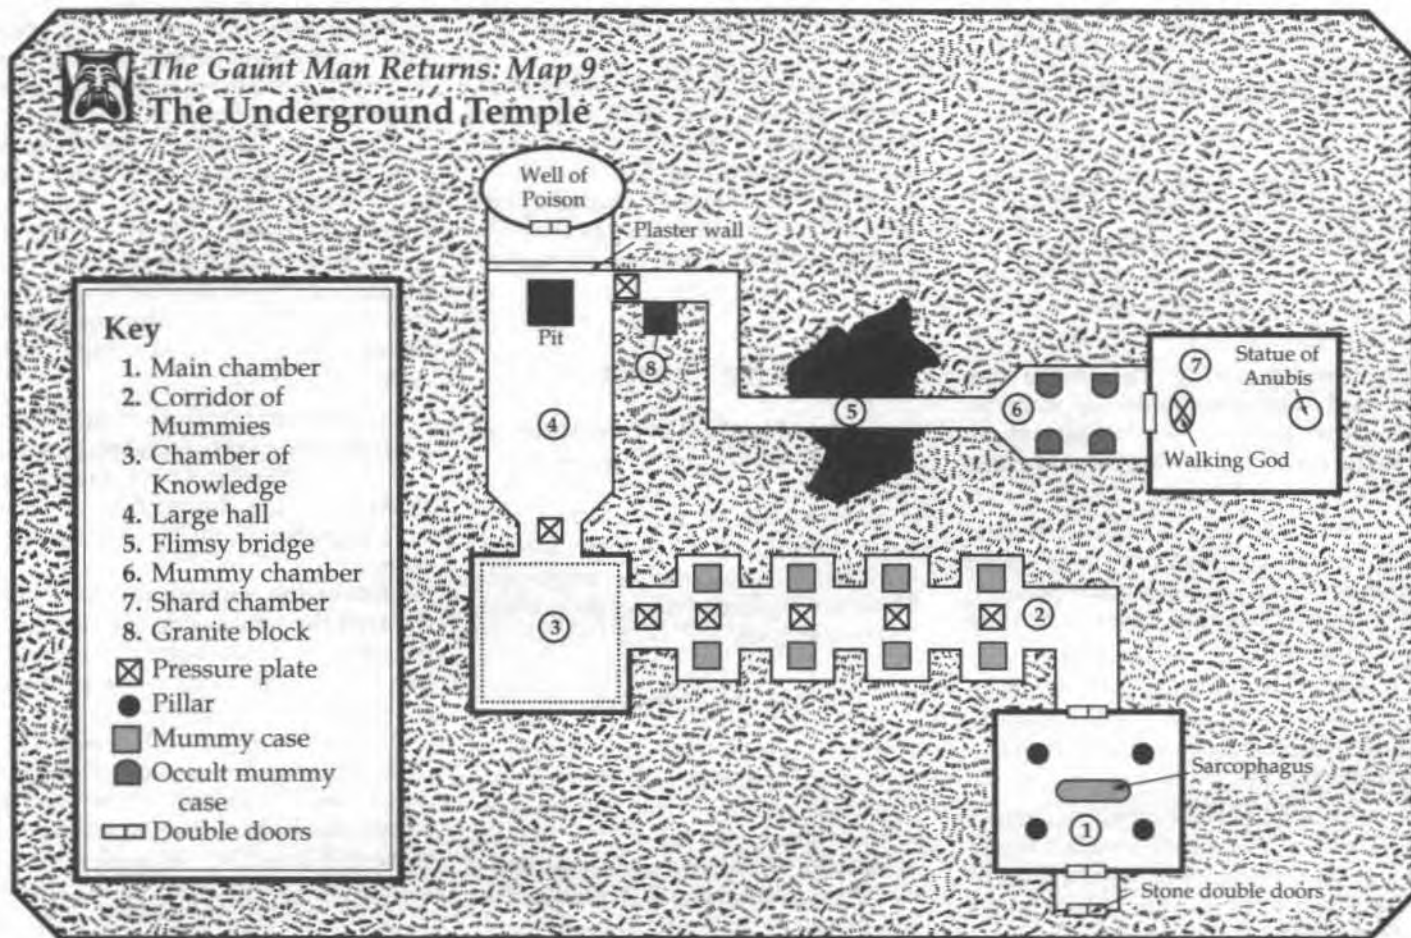 The Gaunt Man Returns: Map 9
The Underground Temple
Well of
Poison
Plaster wall
Pit
8
4
5
6
7
Statue of
Anubis
Walking God
3
2
Sarcophagus
1
Stone double doors
Key
1. Main chamber
2. Corridor of
Mummies
3. Chamber of
Knowledge
4. Large hall
5. Flimsy bridge
6. Mummy chamber
7. Shard chamber
8. Granite block
Pressure plate
Pillar
Mummy case
Occult mummy
case
Double doors